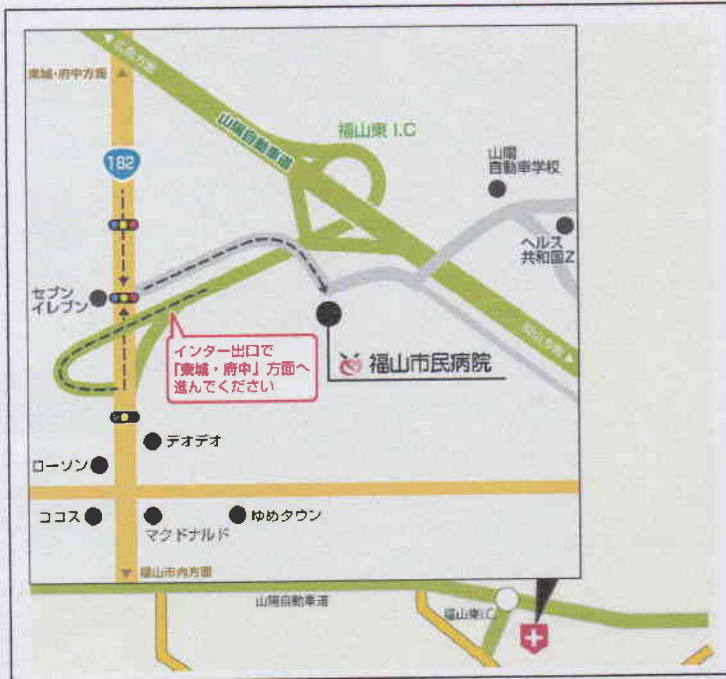 ◀広島方面
東城・府中方面▲
山陽自動車道
福山東 I.C
182
山陽
自動車学校
ヘルス
共和国Z
セブン
イレブン
岡山方面▶
インター出口で
「東城・府中」方面へ
進んでください
福山市民病院
デオデオ
ローソン
ココス
マクドナルド
ゆめタウン
▼福山市内方面
山陽自動車道
福山東I.C